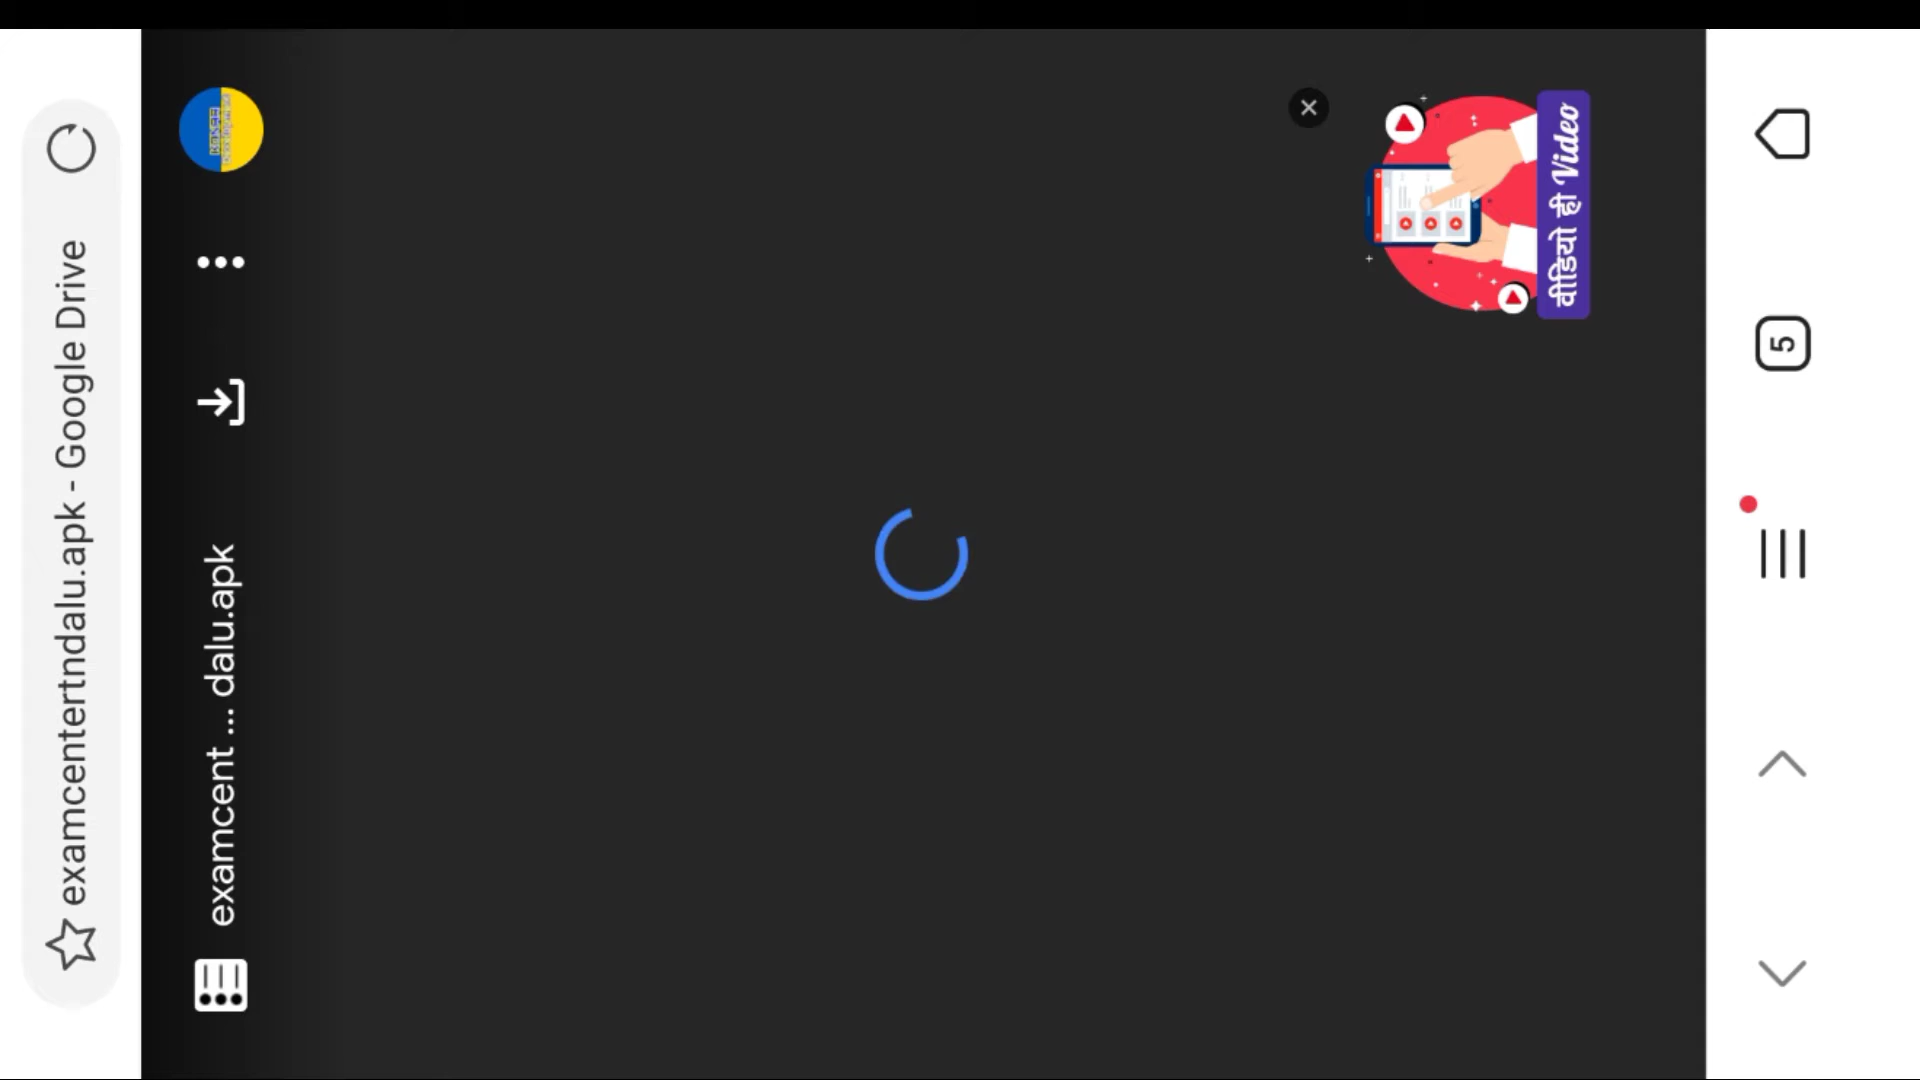 examcentertndalu.apk - Google Drive
examcent ... dalu.apk
वीडियो ही Video
5